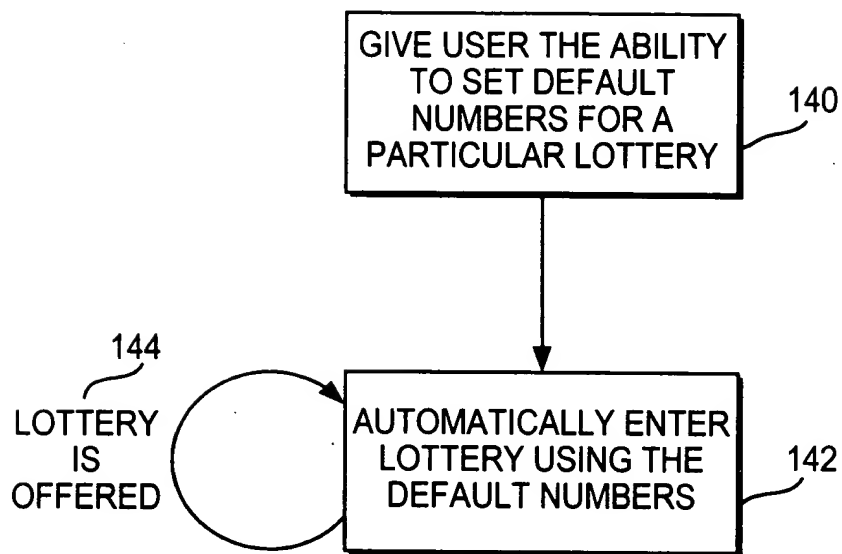 GIVE USER THE ABILITY
TO SET DEFAULT
NUMBERS FOR A
PARTICULAR LOTTERY
140
144
LOTTERY
IS
OFFERED
AUTOMATICALLY ENTER
LOTTERY USING THE
DEFAULT NUMBERS
142